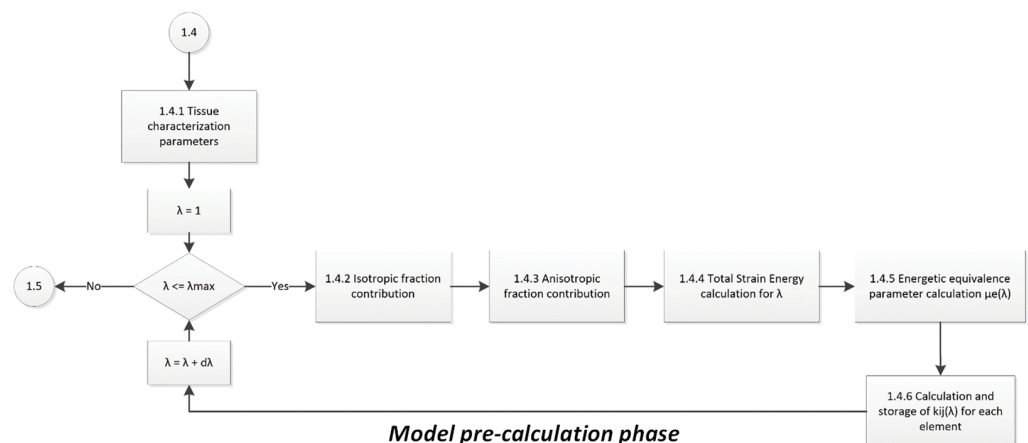 1.4
1.4.1 Tissue
characterization
parameters
λ = 1
1.5
No
λ <= λmax
Yes
1.4.2 Isotropic fraction
contribution
1.4.3 Anisotropic
fraction contribution
1.4.4 Total Strain Energy
calculation for λ
1.4.5 Energetic equivalence
parameter calculation μe(λ)
λ = λ + dλ
1.4.6 Calculation and
storage of kij(λ) for each
element
Model pre-calculation phase